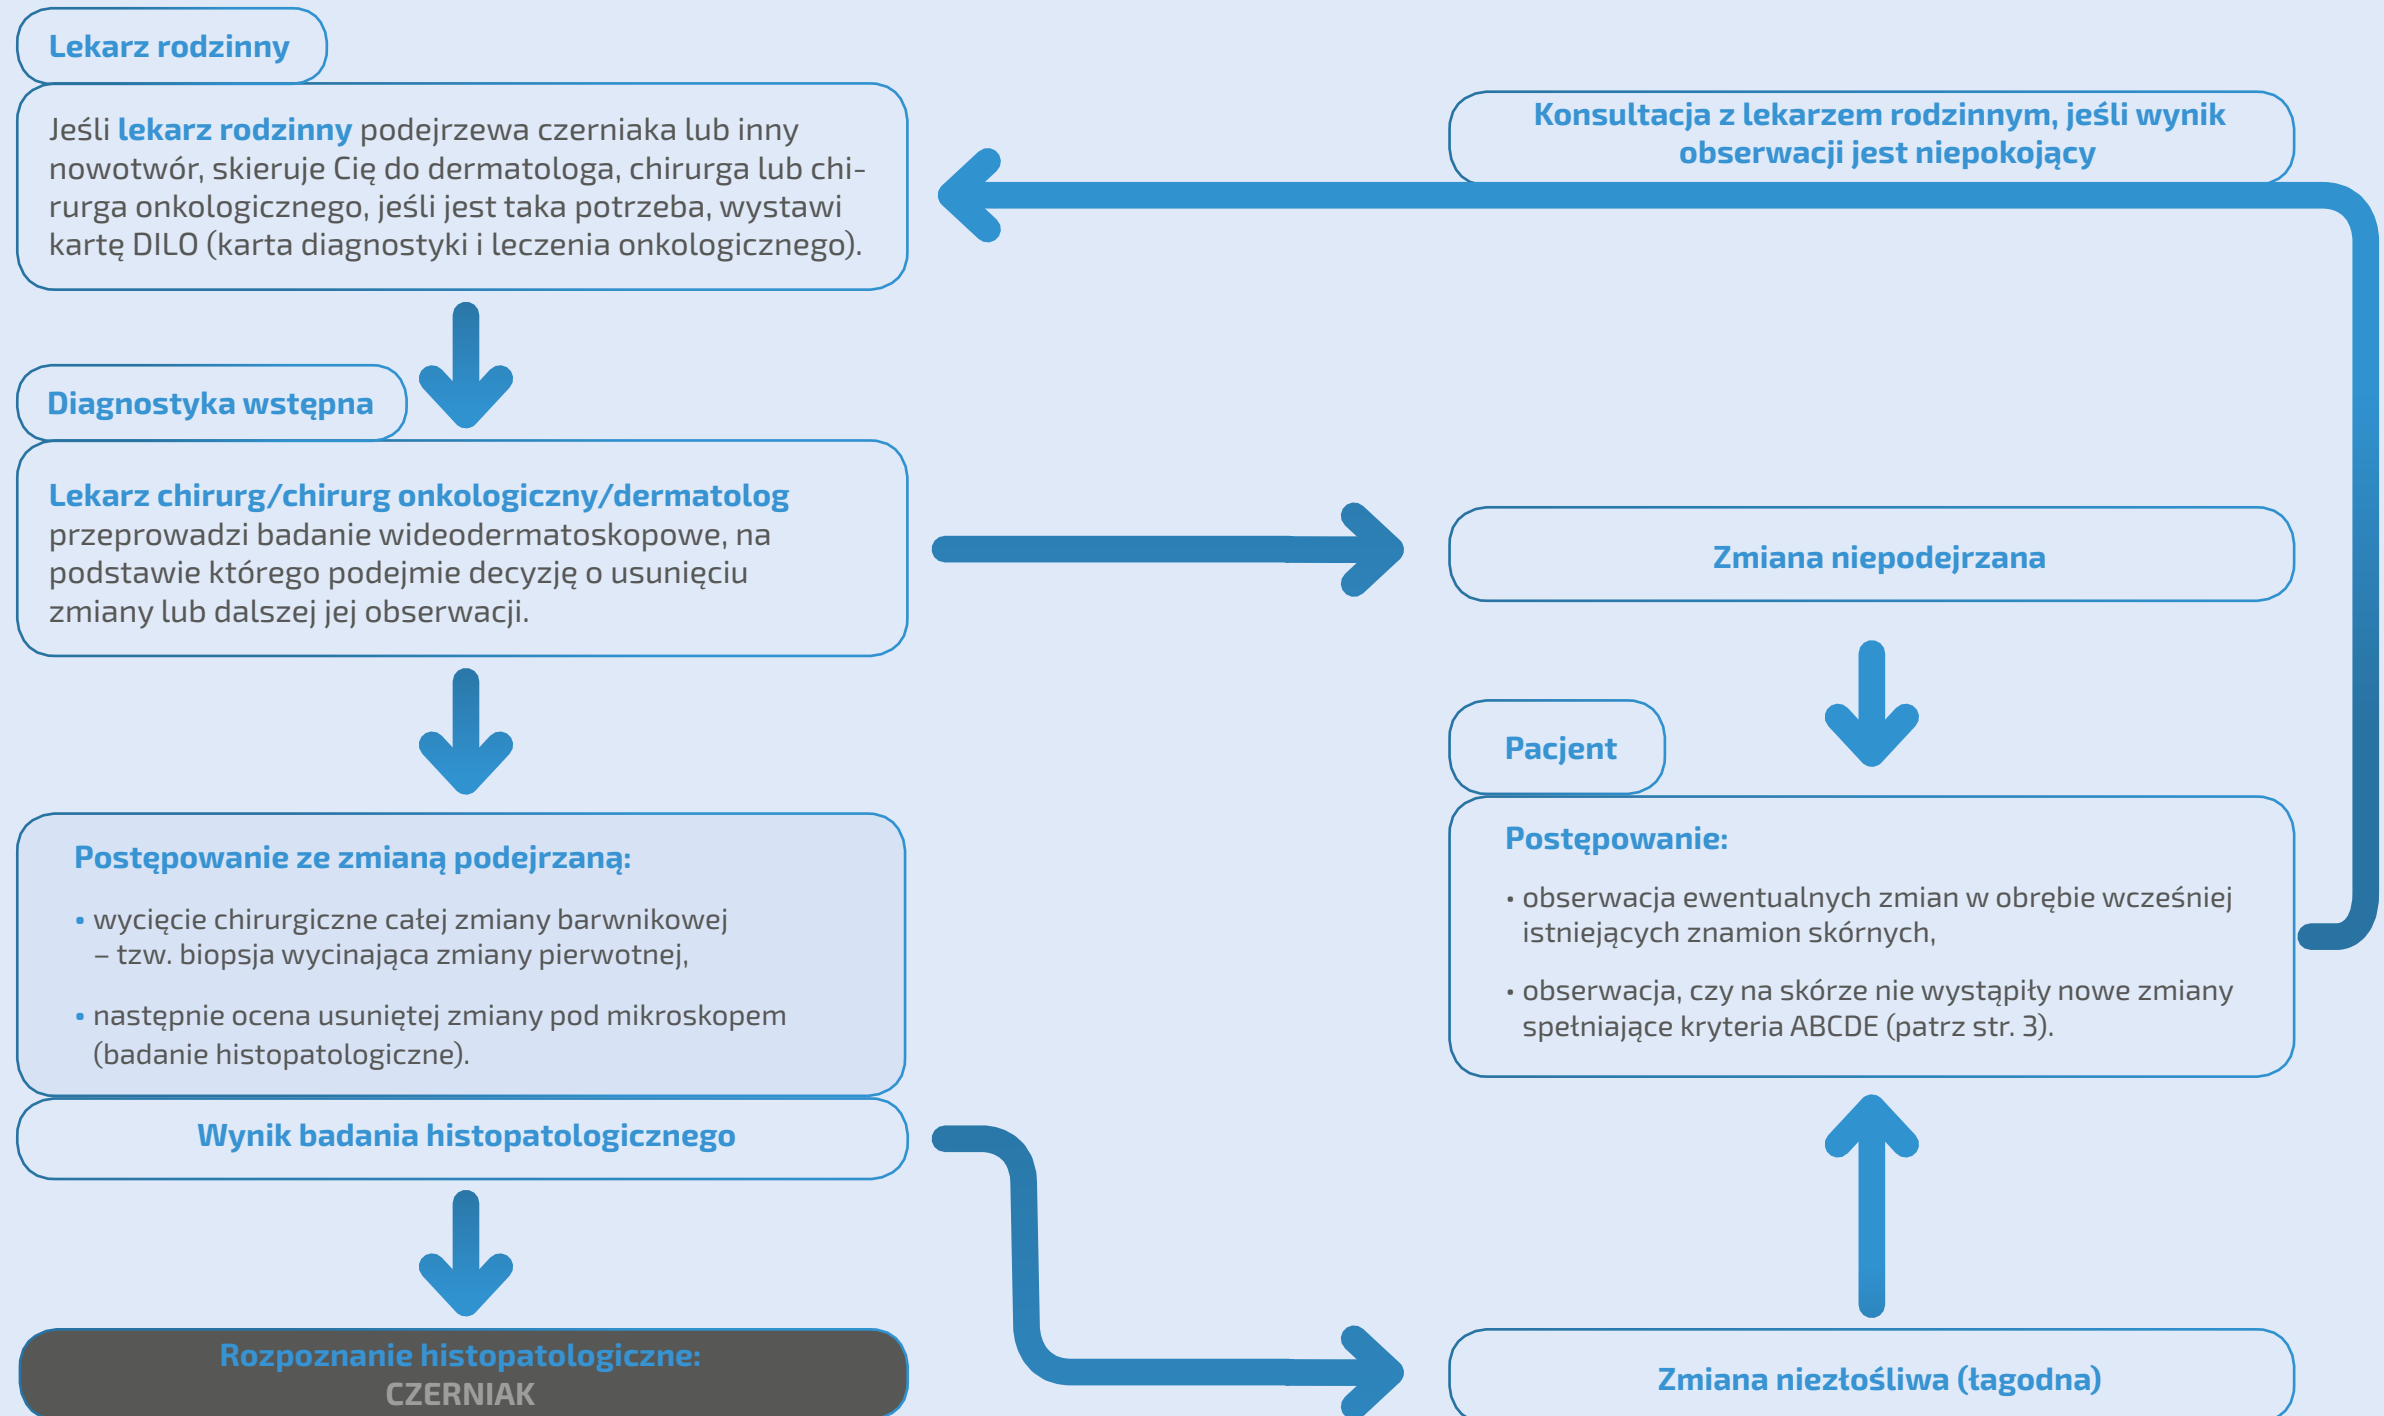 Lekarz rodzinny
Jeśli lekarz rodzinny podejrzewa czerniaka lub inny
nowotwór, skieruje Cię do dermatologa, chirurga lub chi-
rurga onkologicznego, jeśli jest taka potrzeba, wystawi
kartę DILO (karta diagnostyki i leczenia onkologicznego).
Konsultacja z lekarzem rodzinnym, jeśli wynik
obserwacji jest niepokojący
Diagnostyka wstępna
Lekarz chirurg/chirurg onkologiczny/dermatolog
przeprowadzi badanie wideodermatoskopowe, na
podstawie którego podejmie decyzję o usunięciu
zmiany lub dalszej jej obserwacji.
Zmiana niepodejrzana
Pacjent
Postępowanie:
• obserwacja ewentualnych zmian w obrębie wcześniej
istniejących znamion skórnych,
• obserwacja, czy na skórze nie wystąpiły nowe zmiany
spełniające kryteria ABCDE (patrz str. 3).
Postępowanie ze zmianą podejrzaną:
• wycięcie chirurgiczne całej zmiany barwnikowej
– tzw. biopsja wycinająca zmiany pierwotnej,
• następnie ocena usuniętej zmiany pod mikroskopem
(badanie histopatologiczne).
Wynik badania histopatologicznego
Rozpoznanie histopatologiczne:
CZERNIAK
Zmiana niezłośliwa (łagodna)